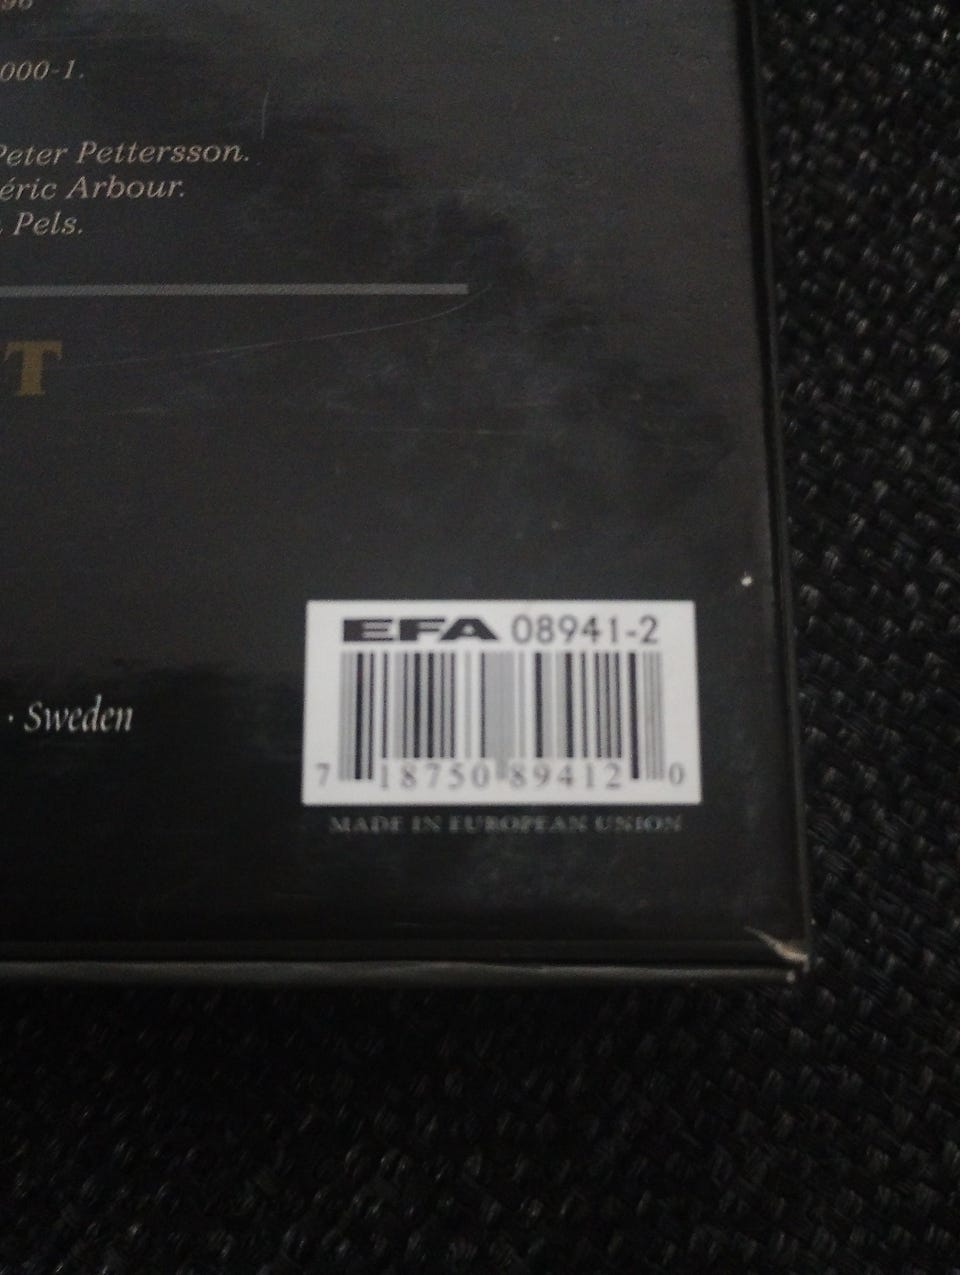 96
000-1.
Peter Pettersson.
éric Arbour.
Pels.
T
EFA 08941-2
· Sweden
7 18750 89412 0
MADE IN EUROPEAN UNION